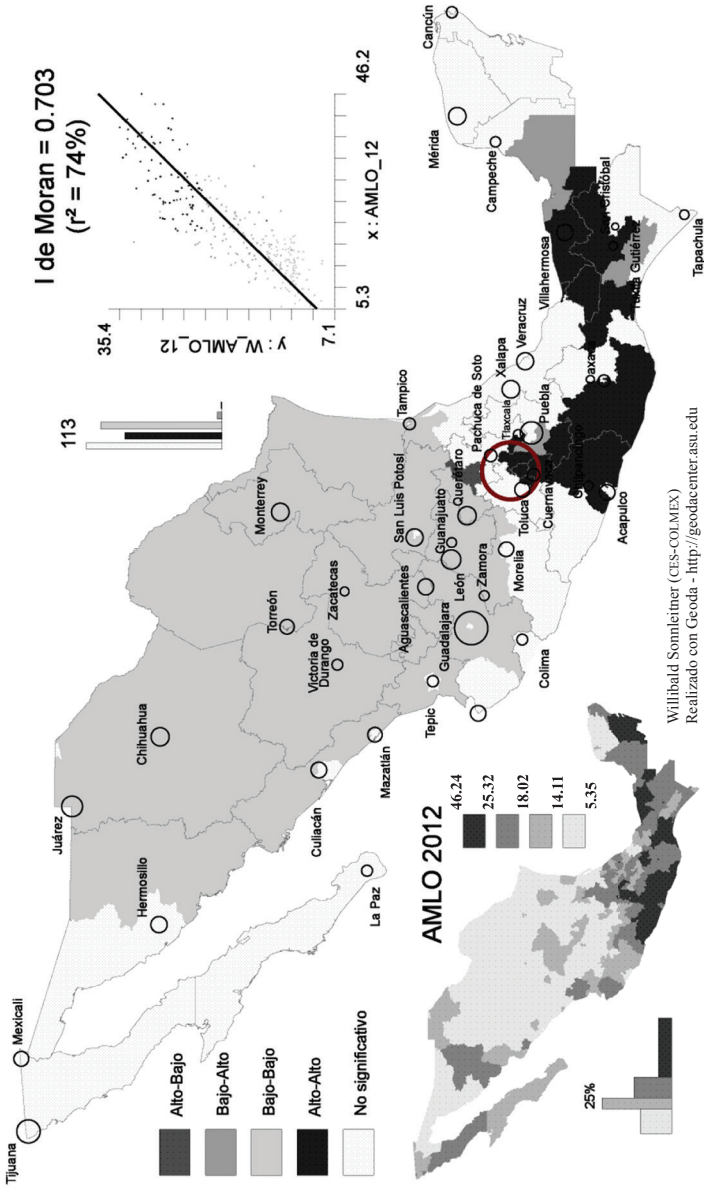 I de Moran = 0.703
(r² = 74%)
35.4
y : W_AMLO_12
7.1
5.3
x : AMLO_12
46.2
113
Tijuana
Mexicali
Hermosillo
Juárez
Chihuahua
La Paz
Culiacán
Mazatlán
Victoria de
Durango
Torreón
Zacatecas
Monterrey
Tepic
Guadalajara
Aguascalientes
San Luis Potosí
Tampico
León
Guanajuato
Querétaro
Zamora
Colima
Morelia
Pachuca de Soto
Toluca
Tlaxcala
Xalapa
Veracruz
Puebla
Cuernavaca
Chilpancingo
Acapulco
Oaxaca
Villahermosa
San Cristóbal
Tuxtla Gutiérrez
Tapachula
Campeche
Mérida
Cancún
Alto-Bajo
Bajo-Alto
Bajo-Bajo
Alto-Alto
No significativo
AMLO 2012
46.24
25.32
18.02
14.11
5.35
25%
Willibald Sonnleitner (CES-COLMEX)
Realizado con Geoda - http://geodacenter.asu.edu